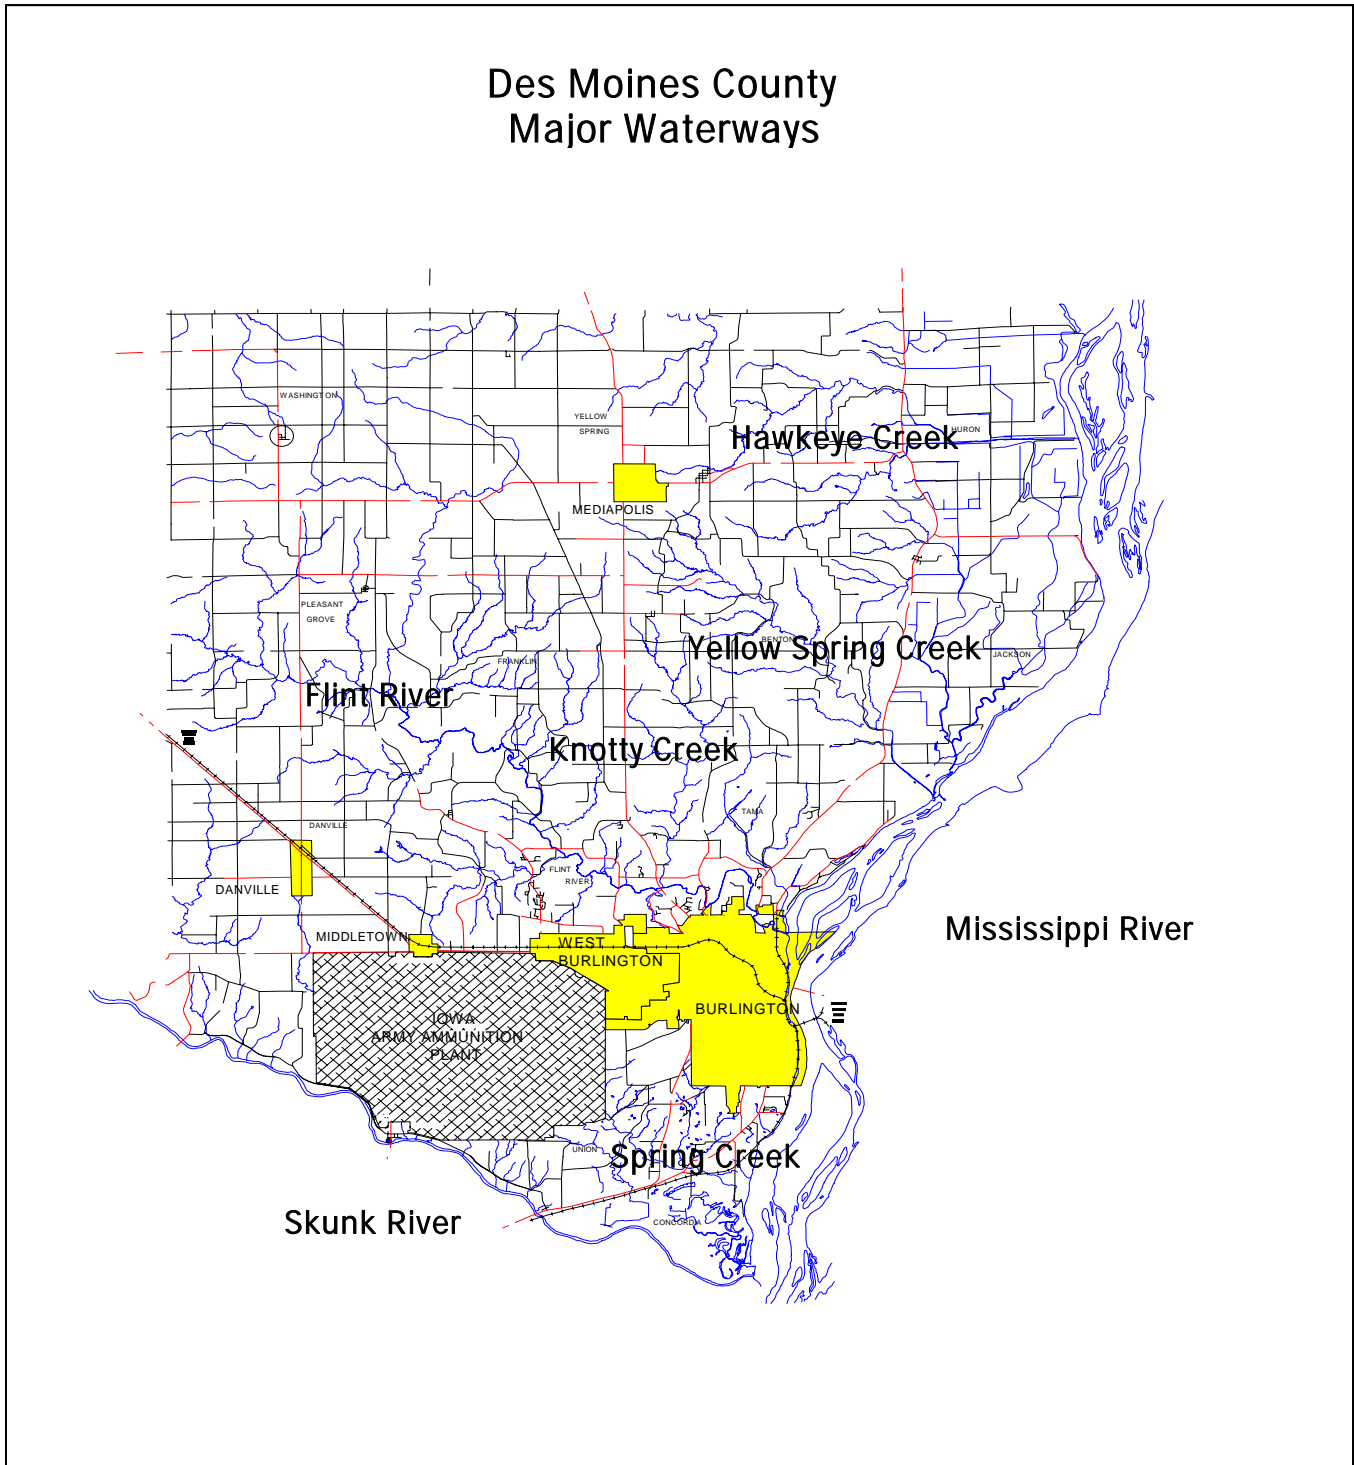 Des Moines County
Major Waterways
WASHINGTON
YELLOW
SPRING
Hawkeye Creek
HURON
MEDIAPOLIS
PLEASANT
GROVE
BENTON
Yellow Spring Creek
JACKSON
FRANKLIN
Flint River
Knotty Creek
TAMA
DANVILLE
FLINT
RIVER
DANVILLE
MIDDLETOWN
WEST
BURLINGTON
Mississippi River
BURLINGTON
IOWA
ARMY AMMUNITION
PLANT
UNION
Spring Creek
Skunk River
CONCORDIA